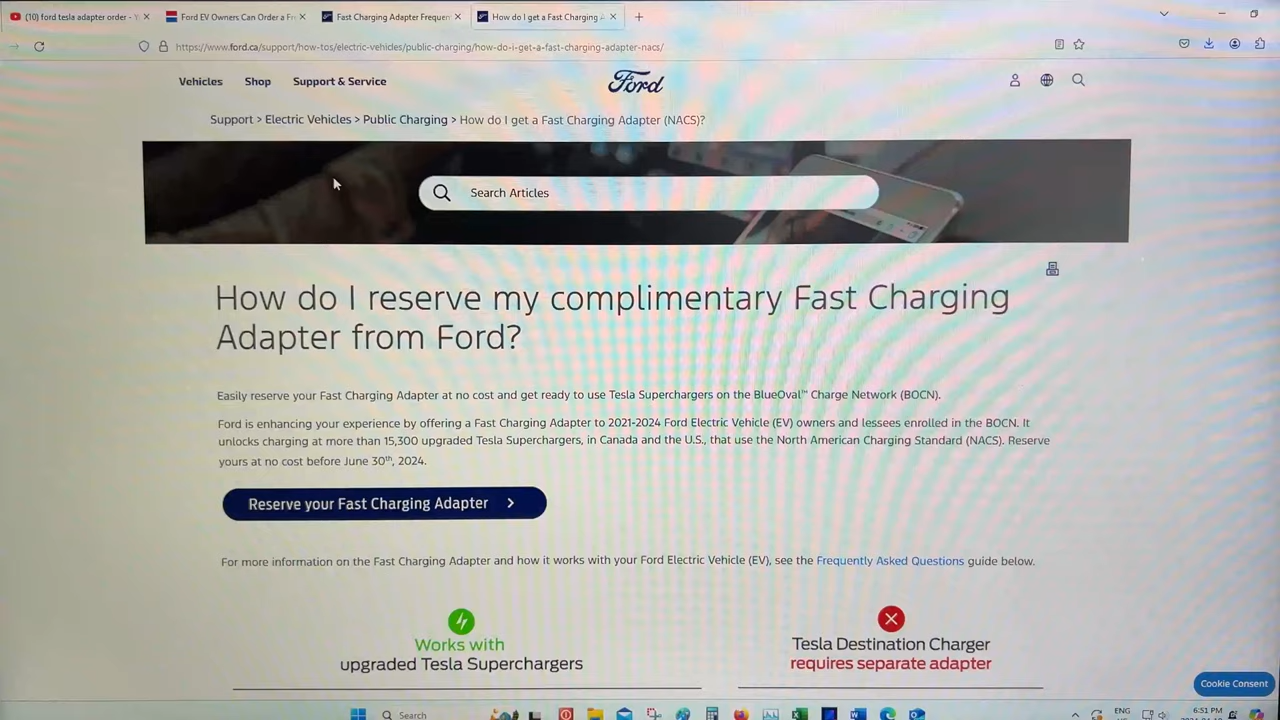 (10) ford tesla adapter order -
Ford EV Owners Can Order a Fr
Fast Charging Adapter Frequen
How do I get a Fast Charging A
https://www.ford.ca/support/how-tos/electric-vehicles/public-charging/how-do-i-get-a-fast-charging-adapter-nacs/
Vehicles Shop Support & Service
Ford
Support > Electric Vehicles > Public Charging > How do I get a Fast Charging Adapter (NACS)?
Search Articles
How do I reserve my complimentary Fast Charging
Adapter from Ford?
Easily reserve your Fast Charging Adapter at no cost and get ready to use Tesla Superchargers on the BlueOval™ Charge Network (BOCN).
Ford is enhancing your experience by offering a Fast Charging Adapter to 2021-2024 Ford Electric Vehicle (EV) owners and lessees enrolled in the BOCN. It
unlocks charging at more than 15,300 upgraded Tesla Superchargers, in Canada and the U.S., that use the North American Charging Standard (NACS). Reserve
yours at no cost before June 30th, 2024.
Reserve your Fast Charging Adapter
For more information on the Fast Charging Adapter and how it works with your Ford Electric Vehicle (EV), see the Frequently Asked Questions guide below.
Works with
upgraded Tesla Superchargers
Tesla Destination Charger
requires separate adapter
Cookie Consent
Search
ENG
6:51 PM